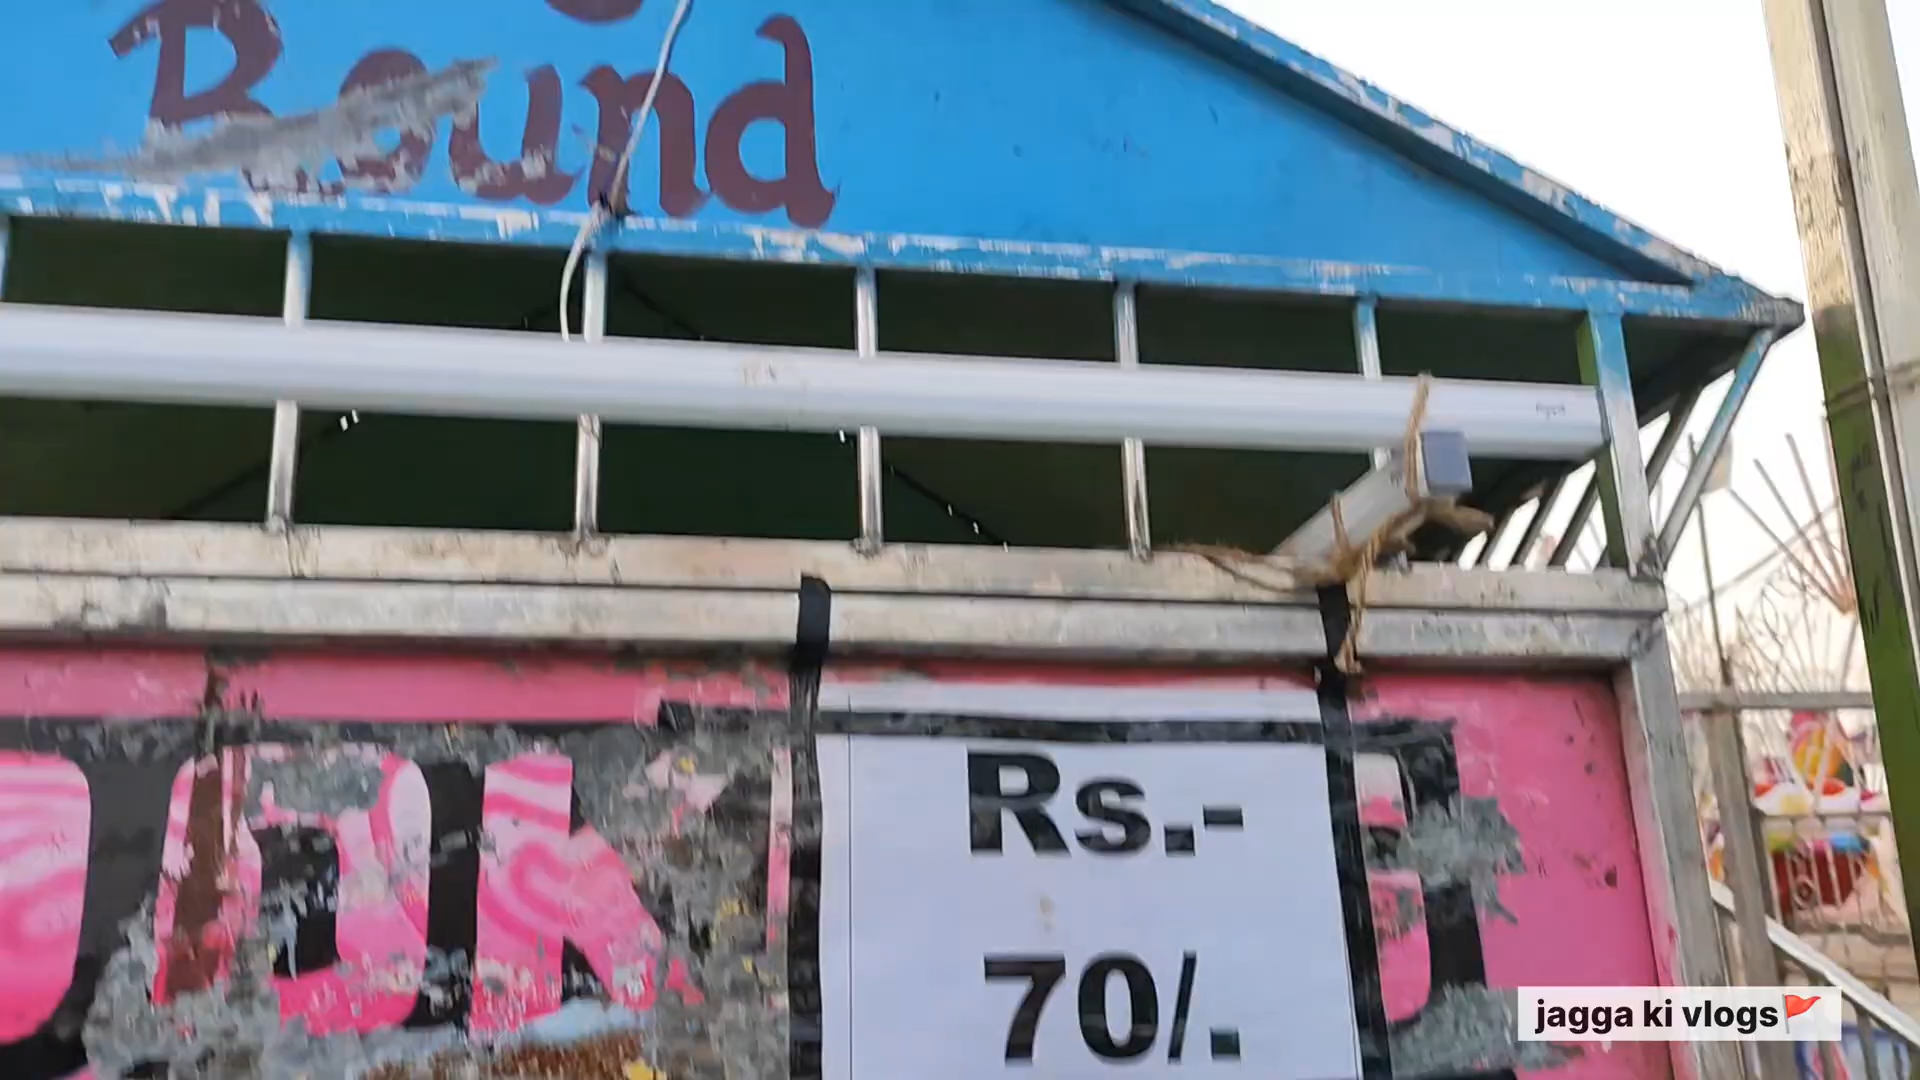 Round
Rs.-
70/.
jagga ki vlogs🚩